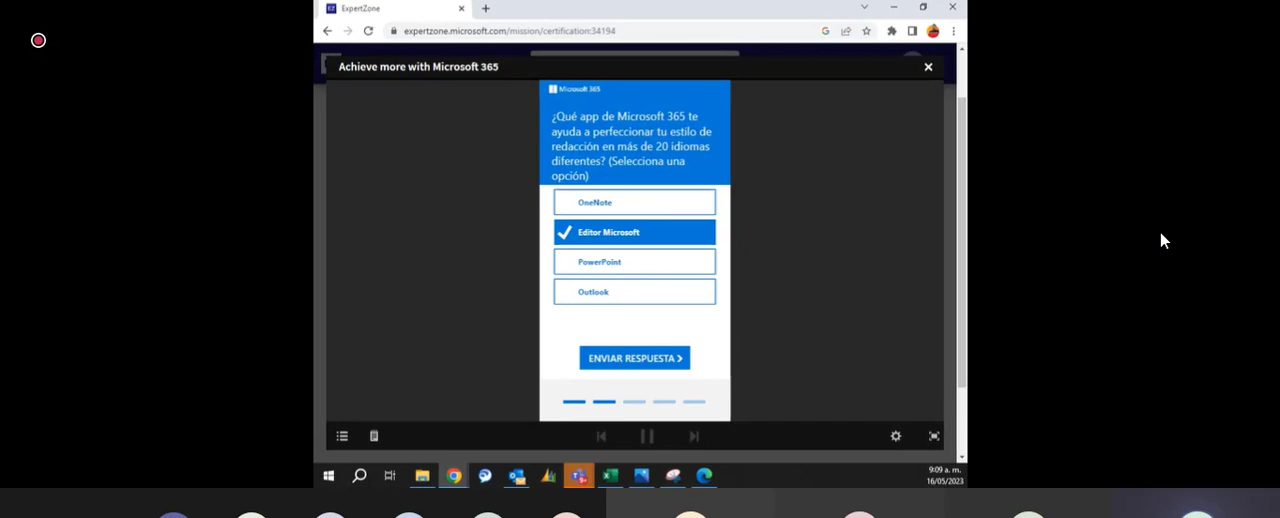 ExpertZone
expertzone.microsoft.com/mission/certification:34194
Achieve more with Microsoft 365
Microsoft 365
¿Qué app de Microsoft 365 te
ayuda a perfeccionar tu estilo de
redacción en más de 20 idiomas
diferentes? (Selecciona una
opción)
OneNote
Editor Microsoft
PowerPoint
Outlook
ENVIAR RESPUESTA
9:09 a. m.
16/05/2023